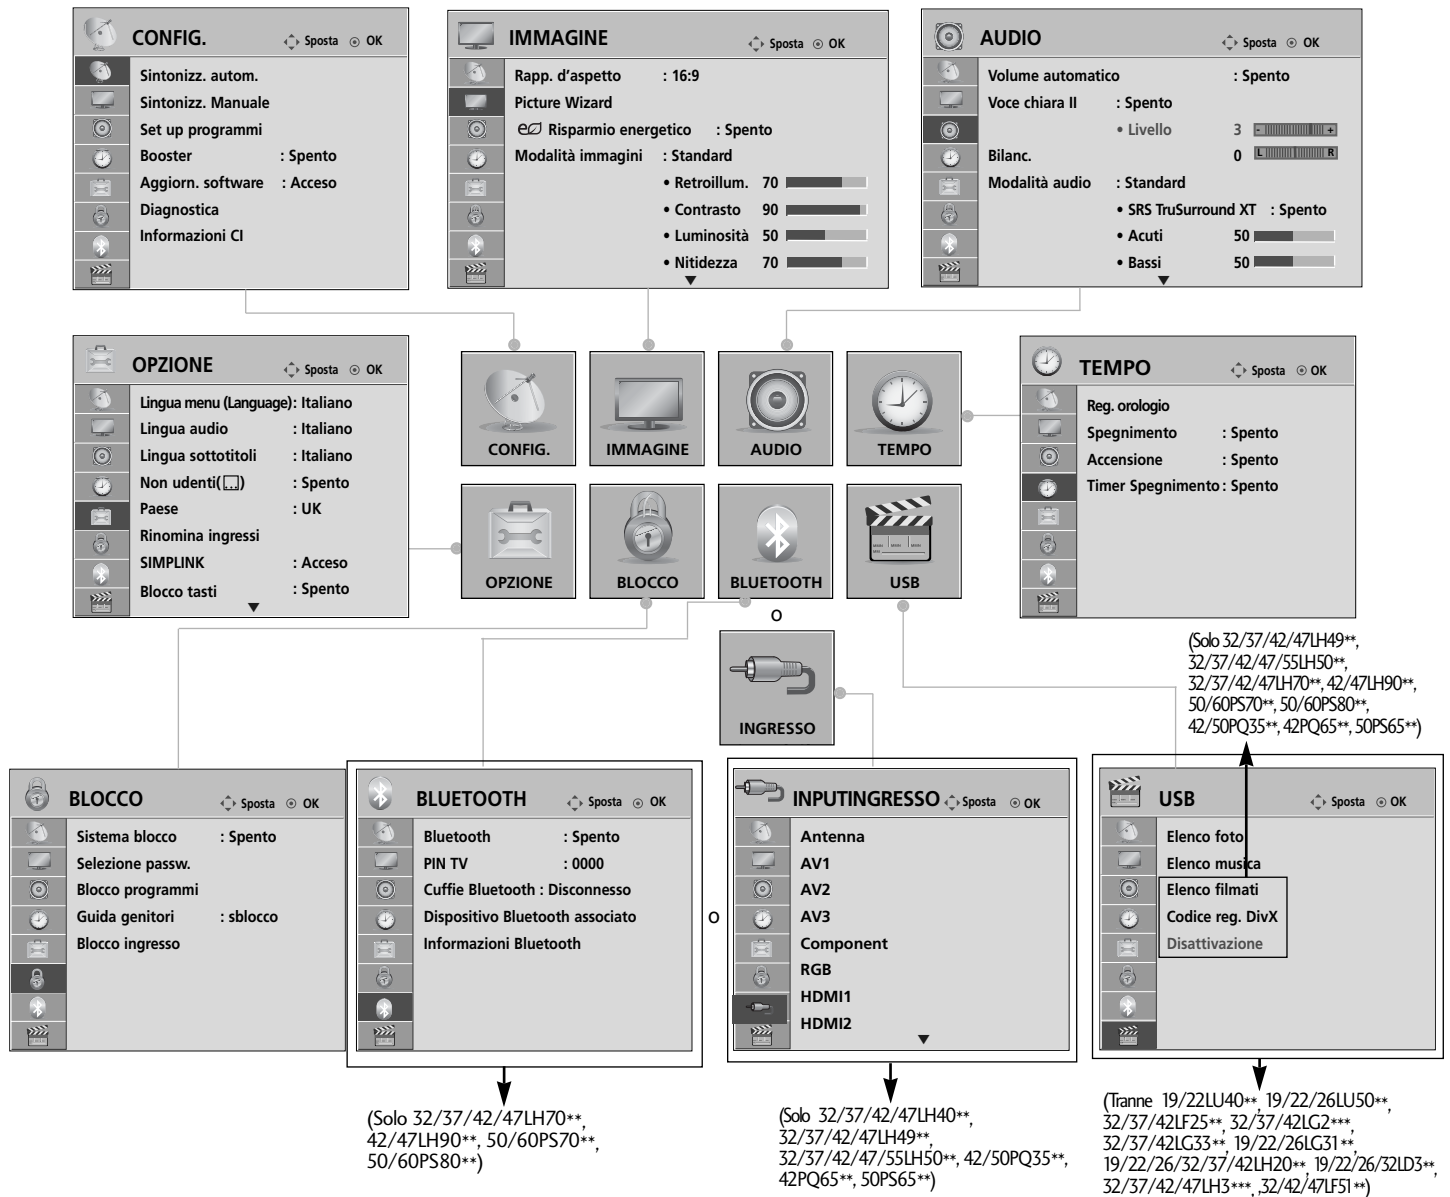 CONFIG. Sposta OK
Sintonizz. autom.
Sintonizz. Manuale
Set up programmi
Booster : Spento
Aggiorn. software : Acceso
Diagnostica
Informazioni CI
IMMAGINE Sposta OK
Rapp. d'aspetto : 16:9
Picture Wizard
Risparmio energetico : Spento
Modalità immagini : Standard
• Retroillum. 70
• Contrasto 90
• Luminosità 50
• Nitidezza 70
AUDIO Sposta OK
Volume automatico : Spento
Voce chiara II : Spento
• Livello 3 - +
Bilanc. 0 L R
Modalità audio : Standard
• SRS TruSurround XT : Spento
• Acuti 50
• Bassi 50
OPZIONE Sposta OK
Lingua menu (Language): Italiano
Lingua audio : Italiano
Lingua sottotitoli : Italiano
Non udenti( ) : Spento
Paese : UK
Rinomina ingressi
SIMPLINK : Acceso
Blocco tasti : Spento
CONFIG.
IMMAGINE
AUDIO
TEMPO
OPZIONE
BLOCCO
BLUETOOTH
USB
o
INGRESSO
TEMPO Sposta OK
Reg. orologio
Spegnimento : Spento
Accensione : Spento
Timer Spegnimento : Spento
(Solo 32/37/42/47LH49**,
32/37/42/47/55LH50**,
32/37/42/47LH70**, 42/47LH90**,
50/60PS70**, 50/60PS80**,
42/50PQ35**, 42PQ65**, 50PS65**)
BLOCCO Sposta OK
Sistema blocco : Spento
Selezione passw.
Blocco programmi
Guida genitori : sblocco
Blocco ingresso
BLUETOOTH Sposta OK
Bluetooth : Spento
PIN TV : 0000
Cuffie Bluetooth : Disconnesso
Dispositivo Bluetooth associato
Informazioni Bluetooth
o
INPUTINGRESSO Sposta OK
Antenna
AV1
AV2
AV3
Component
RGB
HDMI1
HDMI2
USB Sposta OK
Elenco foto
Elenco musica
Elenco filmati
Codice reg. DivX
Disattivazione
(Solo 32/37/42/47LH70**,
42/47LH90**, 50/60PS70**,
50/60PS80**)
(Solo 32/37/42/47LH40**,
32/37/42/47LH49**,
32/37/42/47/55LH50**, 42/50PQ35**,
42PQ65**, 50PS65**)
(Tranne 19/22LU40**, 19/22/26LU50**,
32/37/42LF25**, 32/37/42LG2***,
32/37/42LG33**, 19/22/26LG31**,
19/22/26/32/37/42LH20**, 19/22/26/32LD3**,
32/37/42/47LH3***, ,32/42/47LF51**)